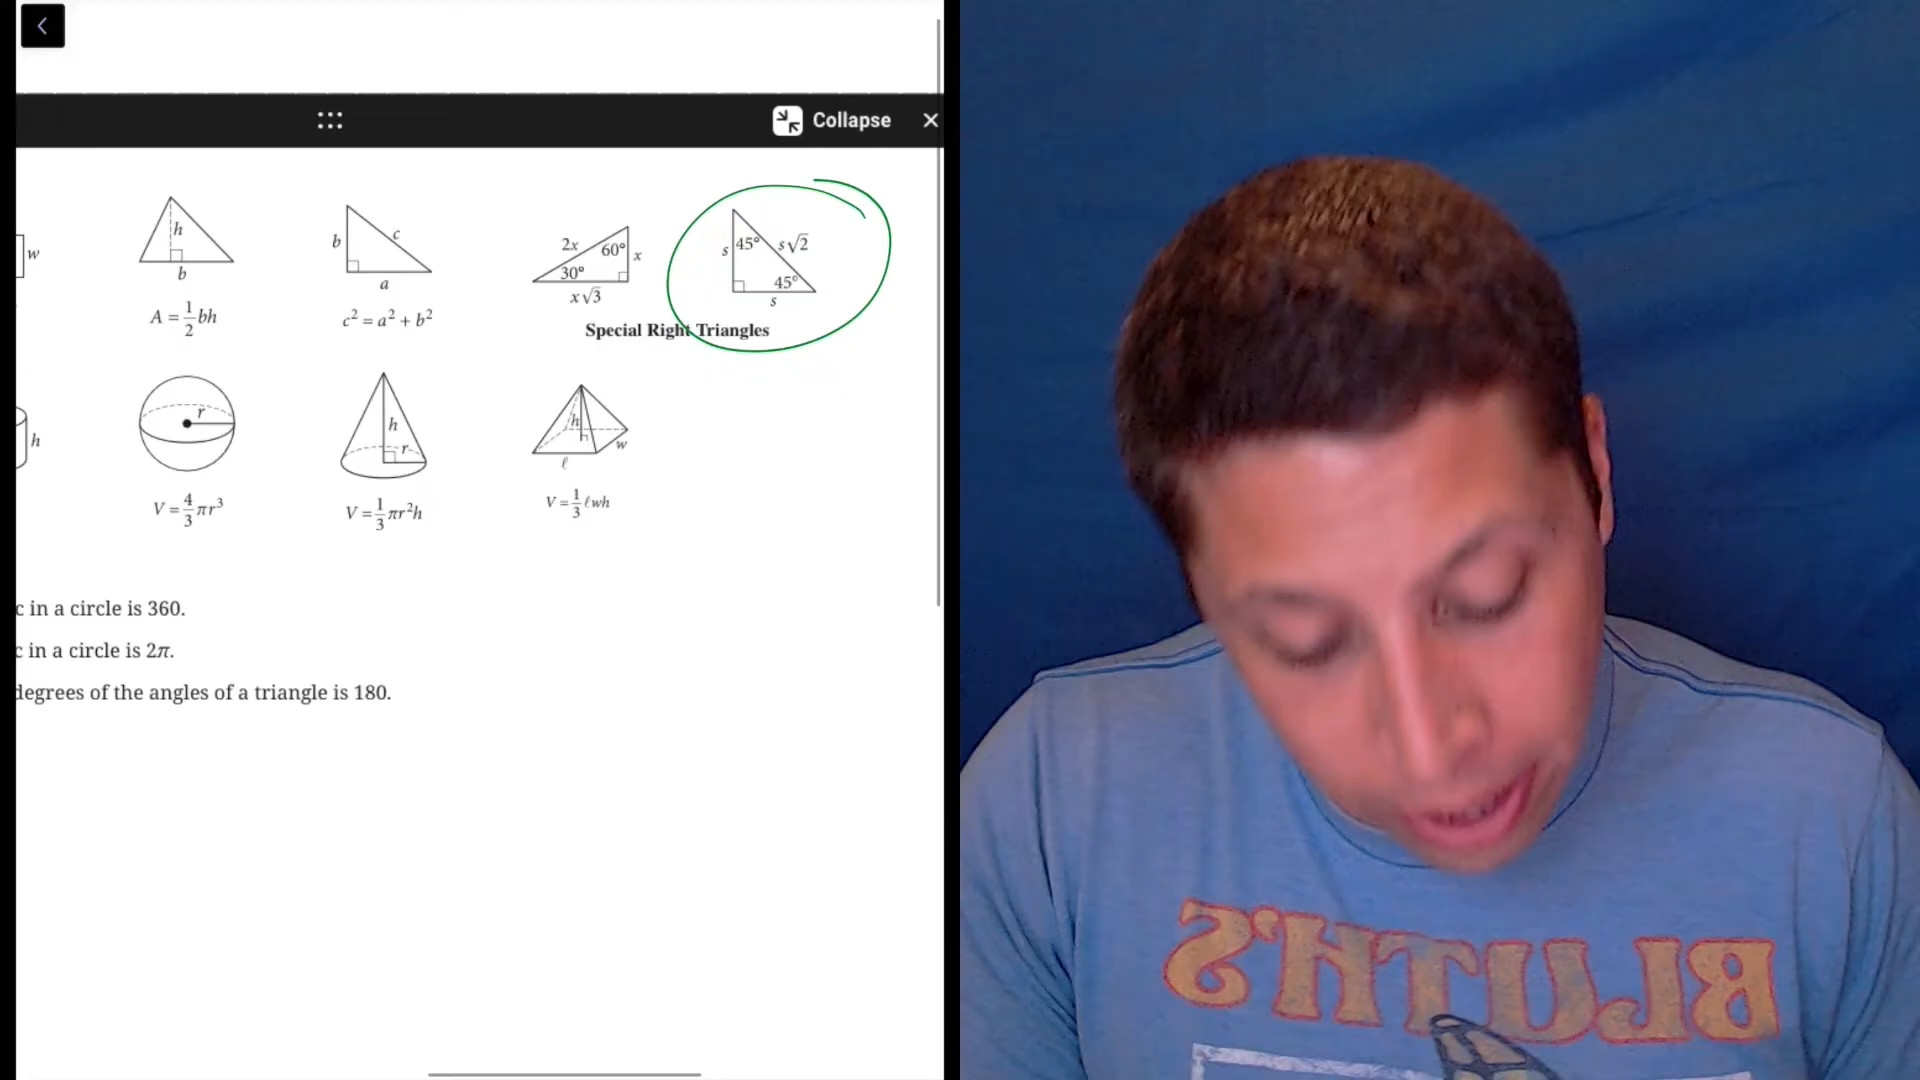 Collapse
w
h
b
A = 1/2 bh
b
c
a
c² = a² + b²
2x
60°
x
30°
x√3
s
45°
s√2
45°
s
Special Right Triangles
h
r
V = 4/3 πr³
h
r
V = 1/3 πr²h
h
w
ℓ
V = 1/3 ℓwh
c in a circle is 360.
c in a circle is 2π.
degrees of the angles of a triangle is 180.
BLUTH'S